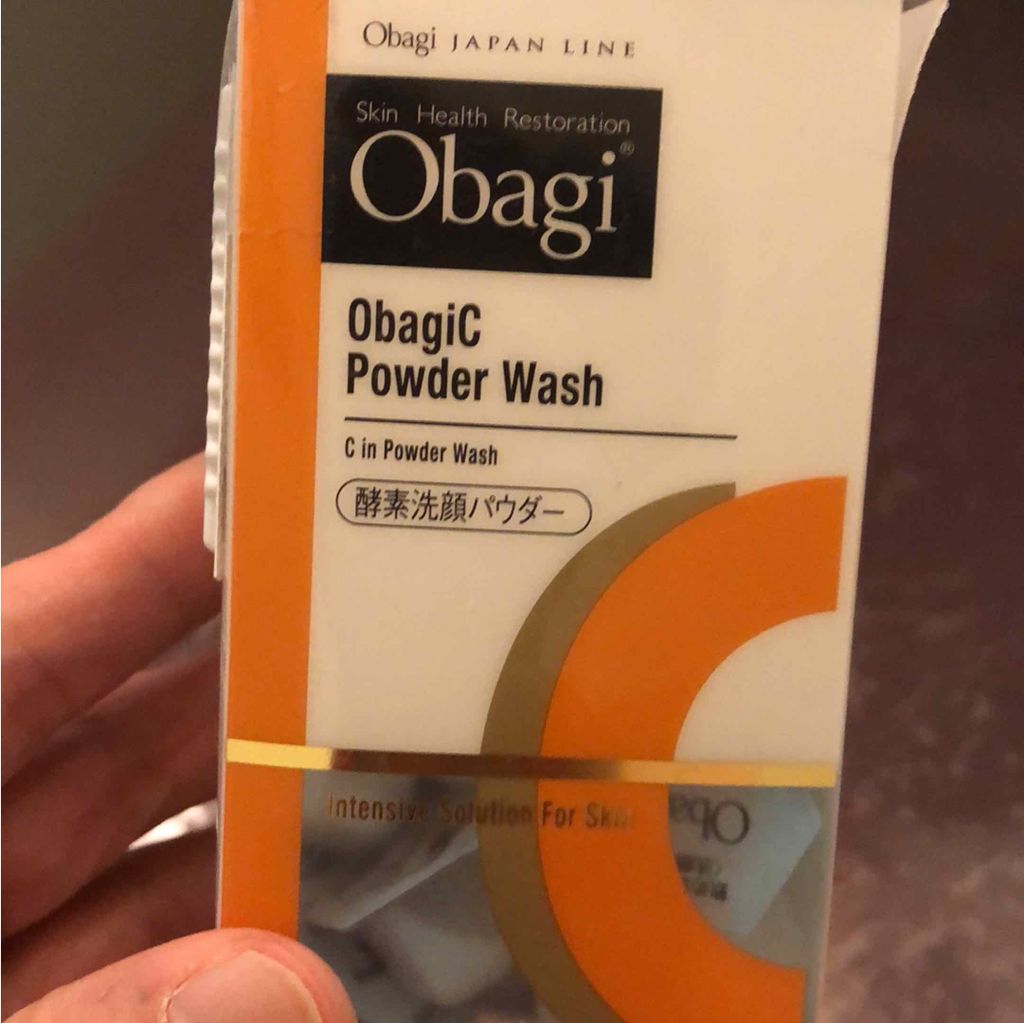 Obagi JAPAN LINE
Skin Health Restoration
Obagi®
ObagiC
Powder Wash
C in Powder Wash
酵素洗顔パウダー
Intensive Solution For Skin
Oba